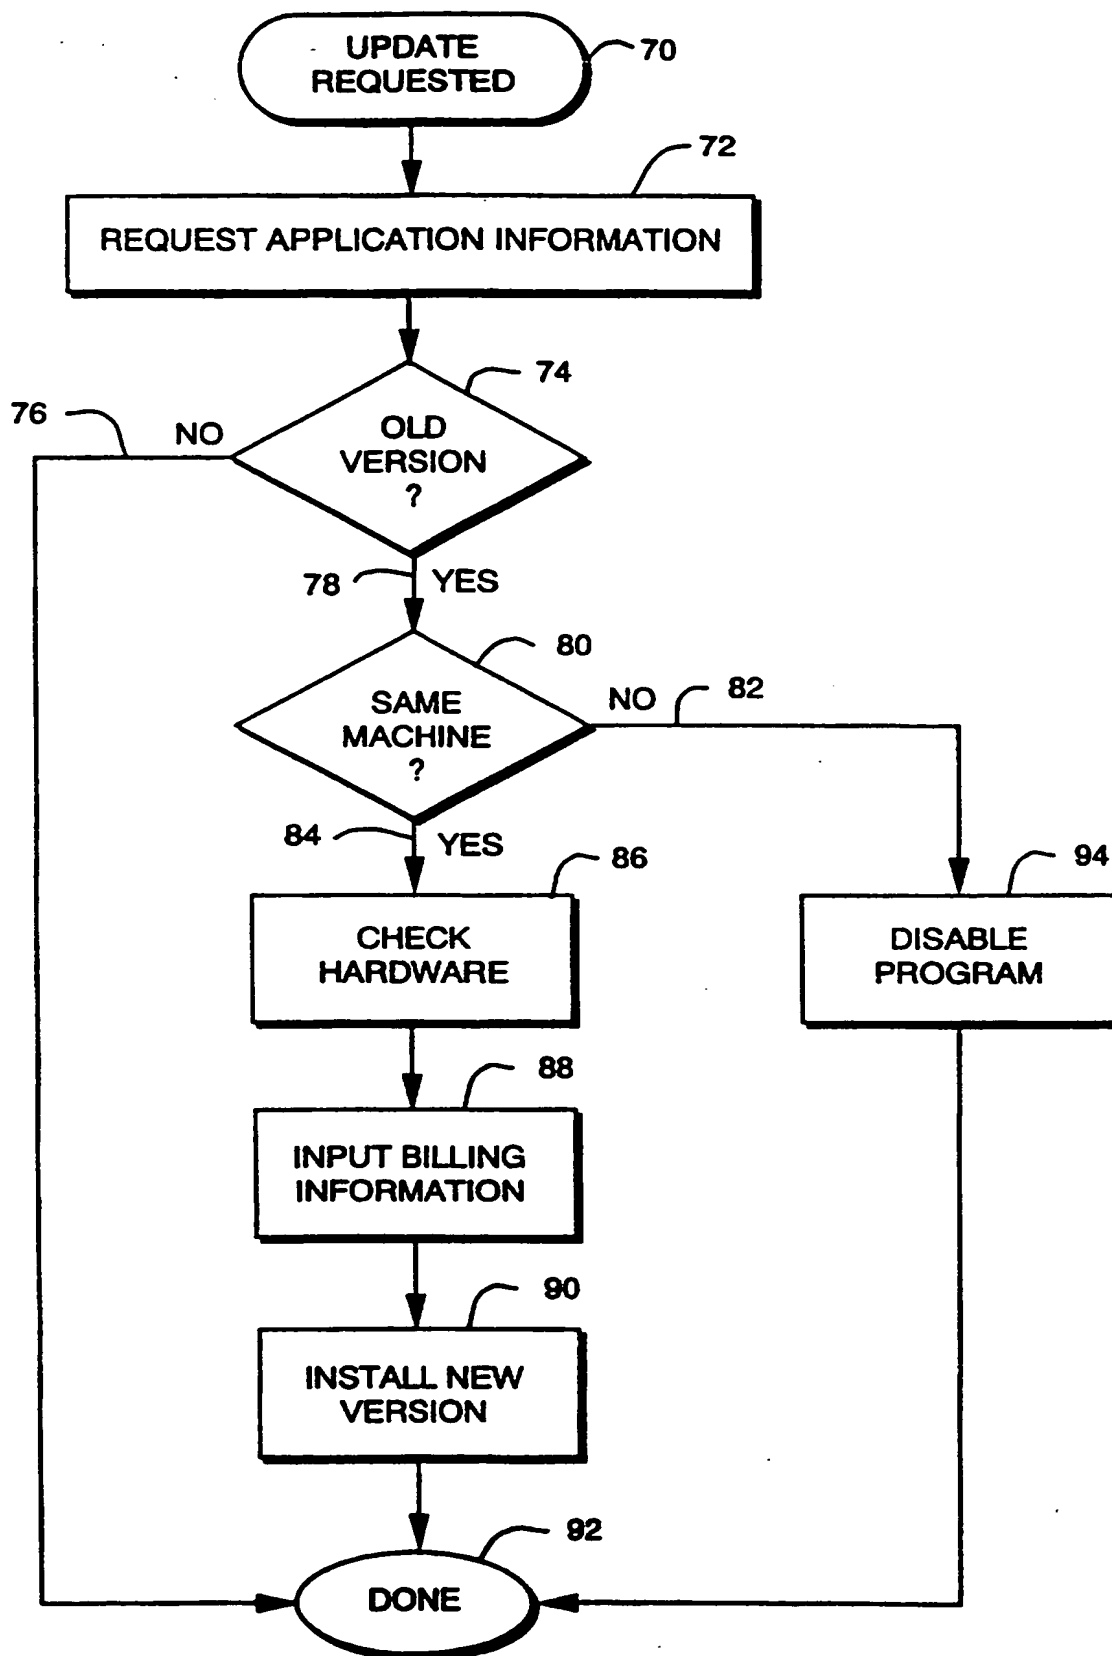 UPDATE
REQUESTED
70
72
REQUEST APPLICATION INFORMATION
74
76
NO
OLD
VERSION
?
78
YES
80
SAME
MACHINE
?
NO
82
84
YES
86
CHECK
HARDWARE
94
DISABLE
PROGRAM
88
INPUT BILLING
INFORMATION
90
INSTALL NEW
VERSION
92
DONE